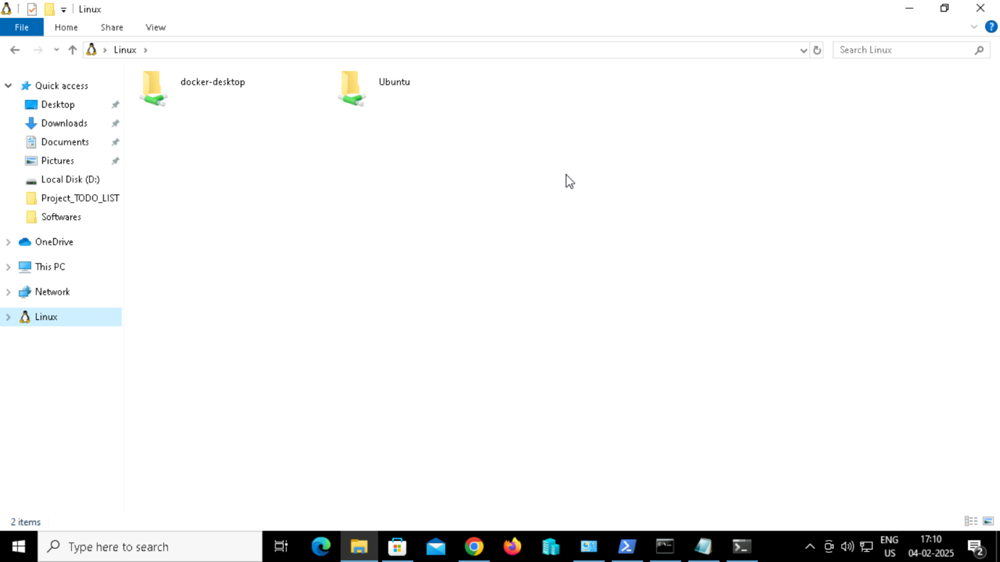 Linux
File Home Share View
Linux
Search Linux
Quick access
Desktop
Downloads
Documents
Pictures
Local Disk (D:)
Project_TODO_LIST
Softwares
OneDrive
This PC
Network
Linux
docker-desktop
Ubuntu
2 items
Type here to search
ENG
US
17:10
04-02-2025
2